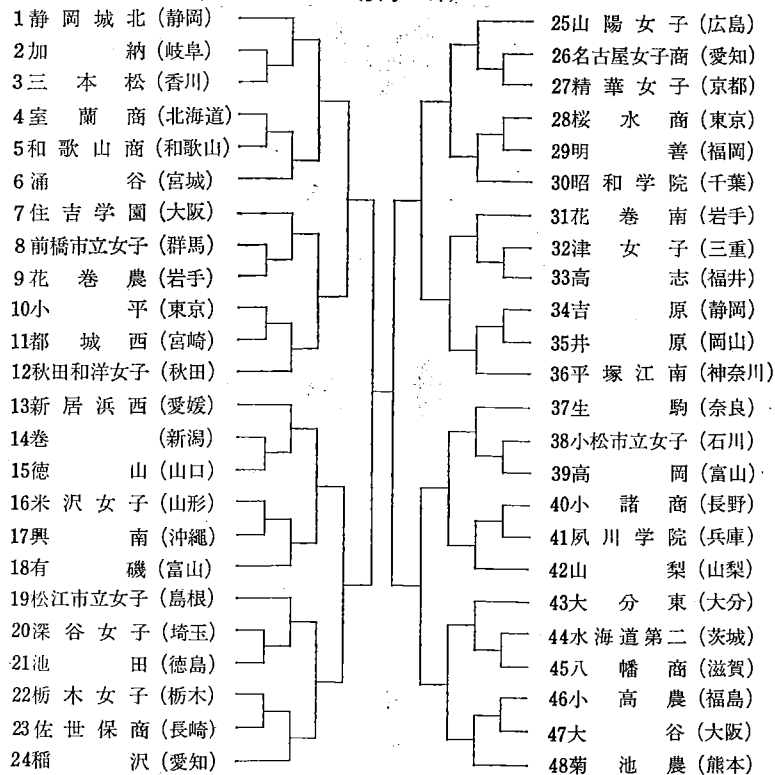 1静岡城北(静岡)
2加納(岐阜)
3三本松(香川)
4室蘭商(北海道)
5和歌山商(和歌山)
6涌谷(宮城)
7住吉学園(大阪)
8前橋市立女子(群馬)
9花巻農(岩手)
10小平(東京)
11都城西(宮崎)
12秋田和洋女子(秋田)
13新居浜西(愛媛)
14巻(新潟)
15徳山(山口)
16米沢女子(山形)
17興南(沖縄)
18有磯(富山)
19松江市立女子(島根)
20深谷女子(埼玉)
21池田(徳島)
22栃木女子(栃木)
23佐世保商(長崎)
24稲沢(愛知)
25山陽女子(広島)
26名古屋女子商(愛知)
27精華女子(京都)
28桜水商(東京)
29明善(福岡)
30昭和学院(千葉)
31花巻南(岩手)
32津女子(三重)
33高志(福井)
34吉原(静岡)
35井原(岡山)
36平塚江南(神奈川)
37生駒(奈良)
38小松市立女子(石川)
39高岡(富山)
40小諸商(長野)
41夙川学院(兵庫)
42山梨(山梨)
43大分東(大分)
44水海道第二(茨城)
45八幡商(滋賀)
46小高農(福島)
47大谷(大阪)
48菊池農(熊本)